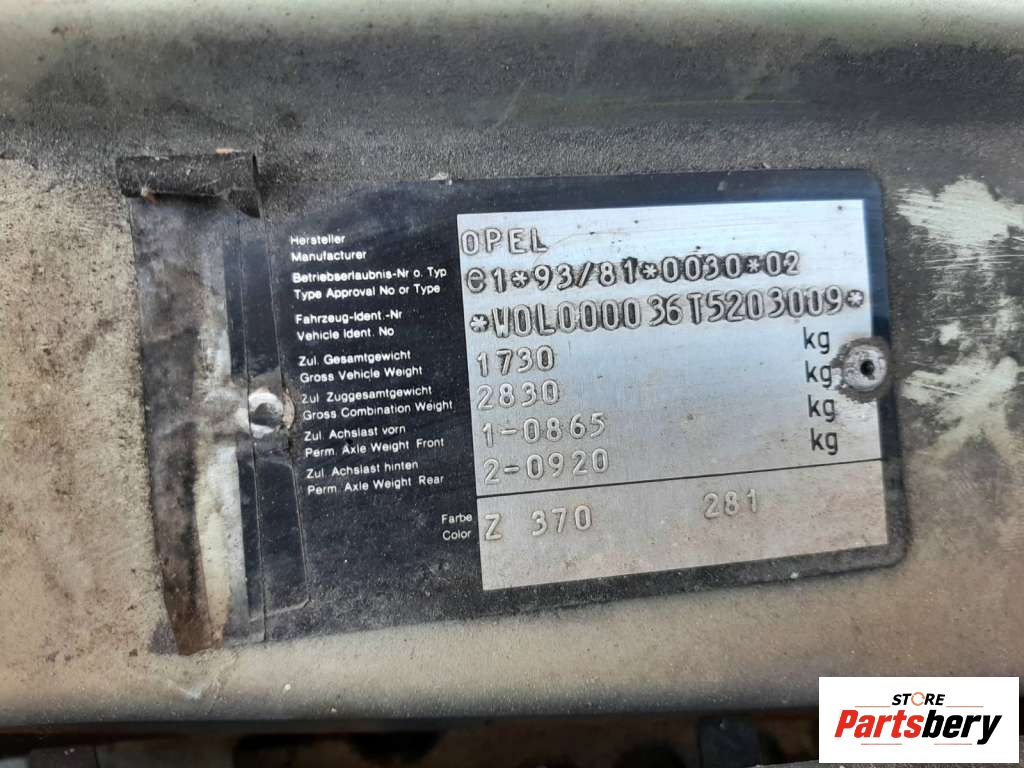 Hersteller
Manufacturer
OPEL
Betriebserlaubnis-Nr o. Typ
Type Approval No or Type
e1*93/81*0030*02
Fahrzeug-Ident.-Nr
Vehicle Ident. No
*W0L000036T5203009*
Zul. Gesamtgewicht
Gross Vehicle Weight
1730 kg
Zul Zuggesamtgewicht
Gross Combination Weight
2830 kg
Zul. Achslast vorn
Perm. Axle Weight Front
1-0865 kg
Zul. Achslast hinten
Perm. Axle Weight Rear
2-0920 kg
Farbe
Color
Z 370 281
STORE
Partsbery